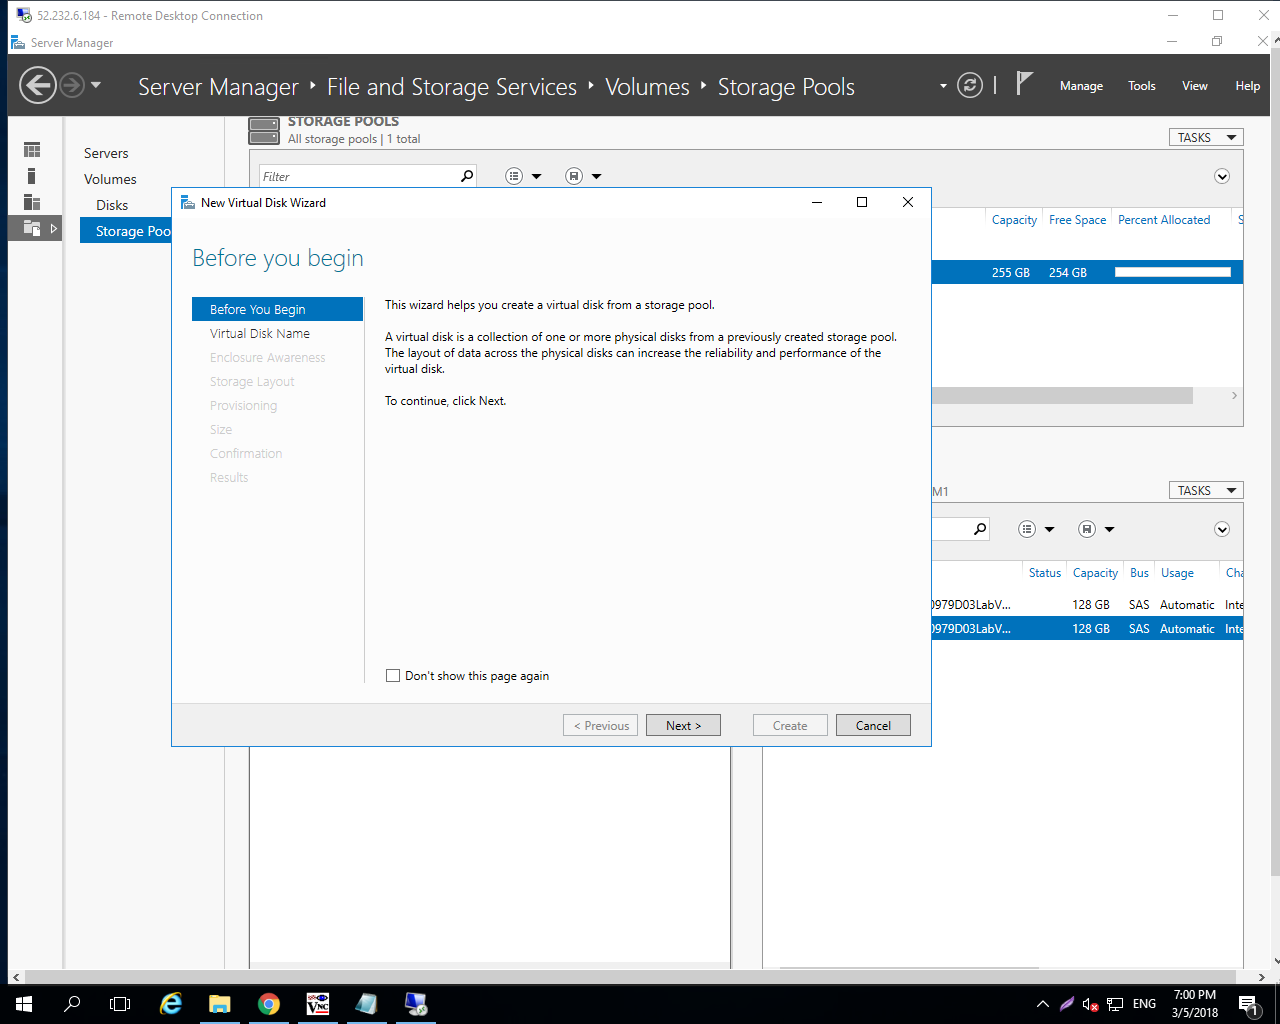 52.232.6.184 - Remote Desktop Connection
Server Manager
Server Manager ‣ File and Storage Services ‣ Volumes ‣ Storage Pools
Manage Tools View Help
Servers
Volumes
Disks
Storage Poo
STORAGE POOLS
All storage pools | 1 total
TASKS
Filter
Capacity Free Space Percent Allocated S
255 GB 254 GB
New Virtual Disk Wizard
Before you begin
Before You Begin
Virtual Disk Name
Enclosure Awareness
Storage Layout
Provisioning
Size
Confirmation
Results
This wizard helps you create a virtual disk from a storage pool.
A virtual disk is a collection of one or more physical disks from a previously created storage pool.
The layout of data across the physical disks can increase the reliability and performance of the
virtual disk.
To continue, click Next.
Don't show this page again
< Previous Next > Create Cancel
M1
TASKS
Status Capacity Bus Usage Cha
0979D03LabV... 128 GB SAS Automatic Inte
0979D03LabV... 128 GB SAS Automatic Inte
VNC
ENG
7:00 PM
3/5/2018
1